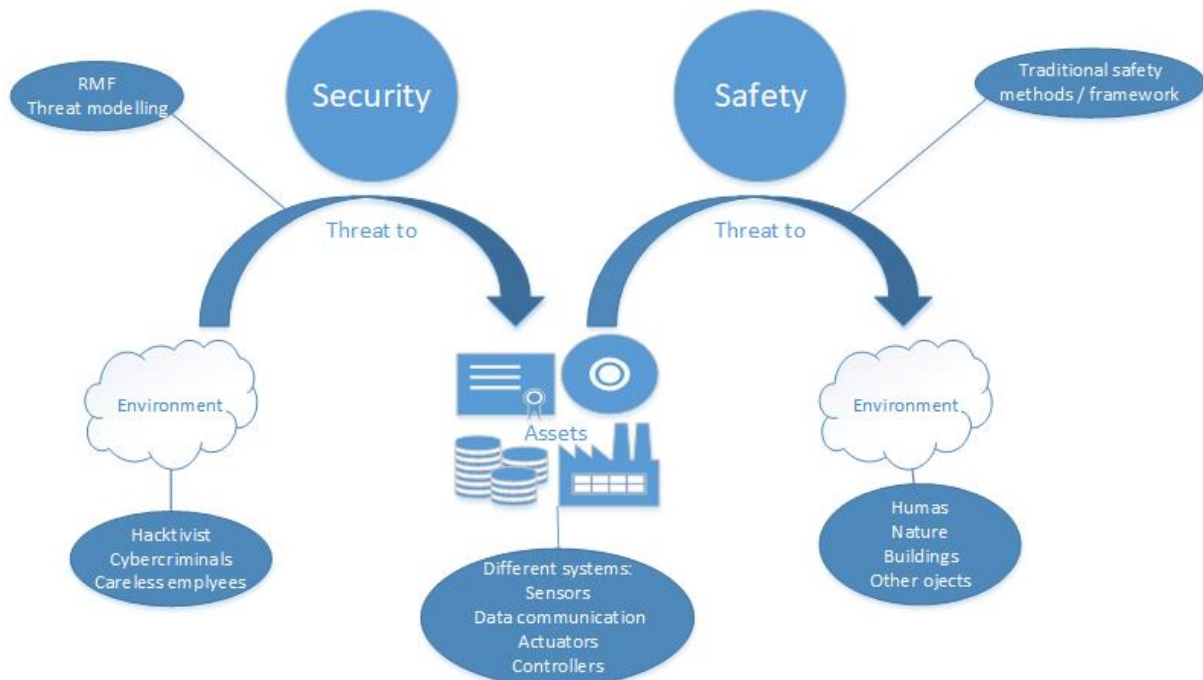 Security
Safety
RMF
Threat modelling
Traditional safety
methods / framework
Threat to
Threat to
Environment
Assets
Environment
Hacktivist
Cybercriminals
Careless emplyees
Different systems:
Sensors
Data communication
Actuators
Controllers
Humas
Nature
Buildings
Other ojects